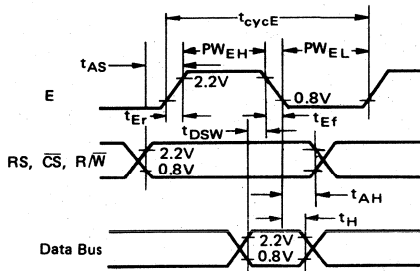 tcycE
tAS
PWEH
PWEL
2.2V
E
0.8V
tEr
tEf
tDSW
RS, C̅S̅, R/W̅
2.2V
0.8V
tAH
tH
Data Bus
2.2V
0.8V